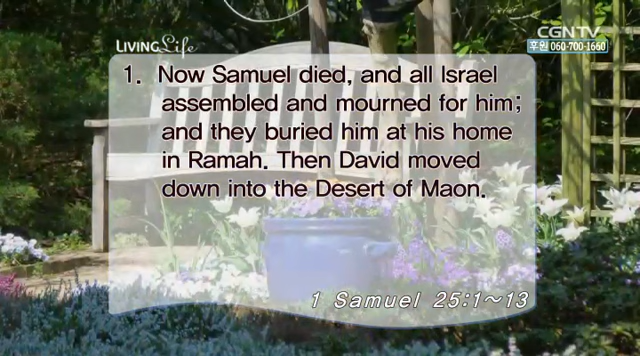 LIVING Life
CGNTV
후원 060-700-1660
1. Now Samuel died, and all Israel
assembled and mourned for him;
and they buried him at his home
in Ramah. Then David moved
down into the Desert of Maon.
1 Samuel 25:1~13